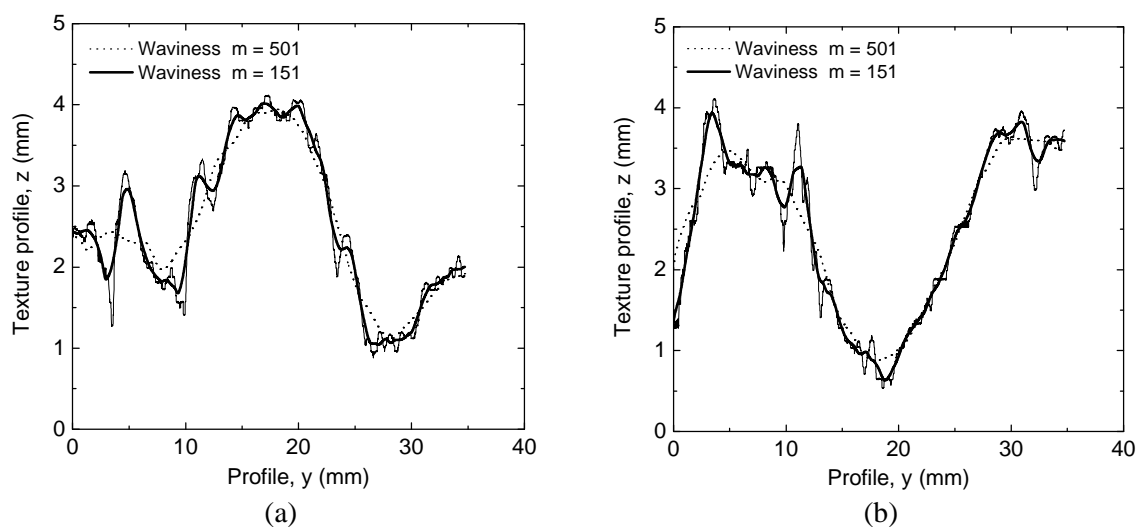 5
4
3
2
1
0
0 10 20 30 40
Texture profile, z (mm)
Profile, y (mm)
Waviness m = 501
Waviness m = 151
(a)
5
4
3
2
1
0
0 10 20 30 40
Texture profile, z (mm)
Profile, y (mm)
Waviness m = 501
Waviness m = 151
(b)